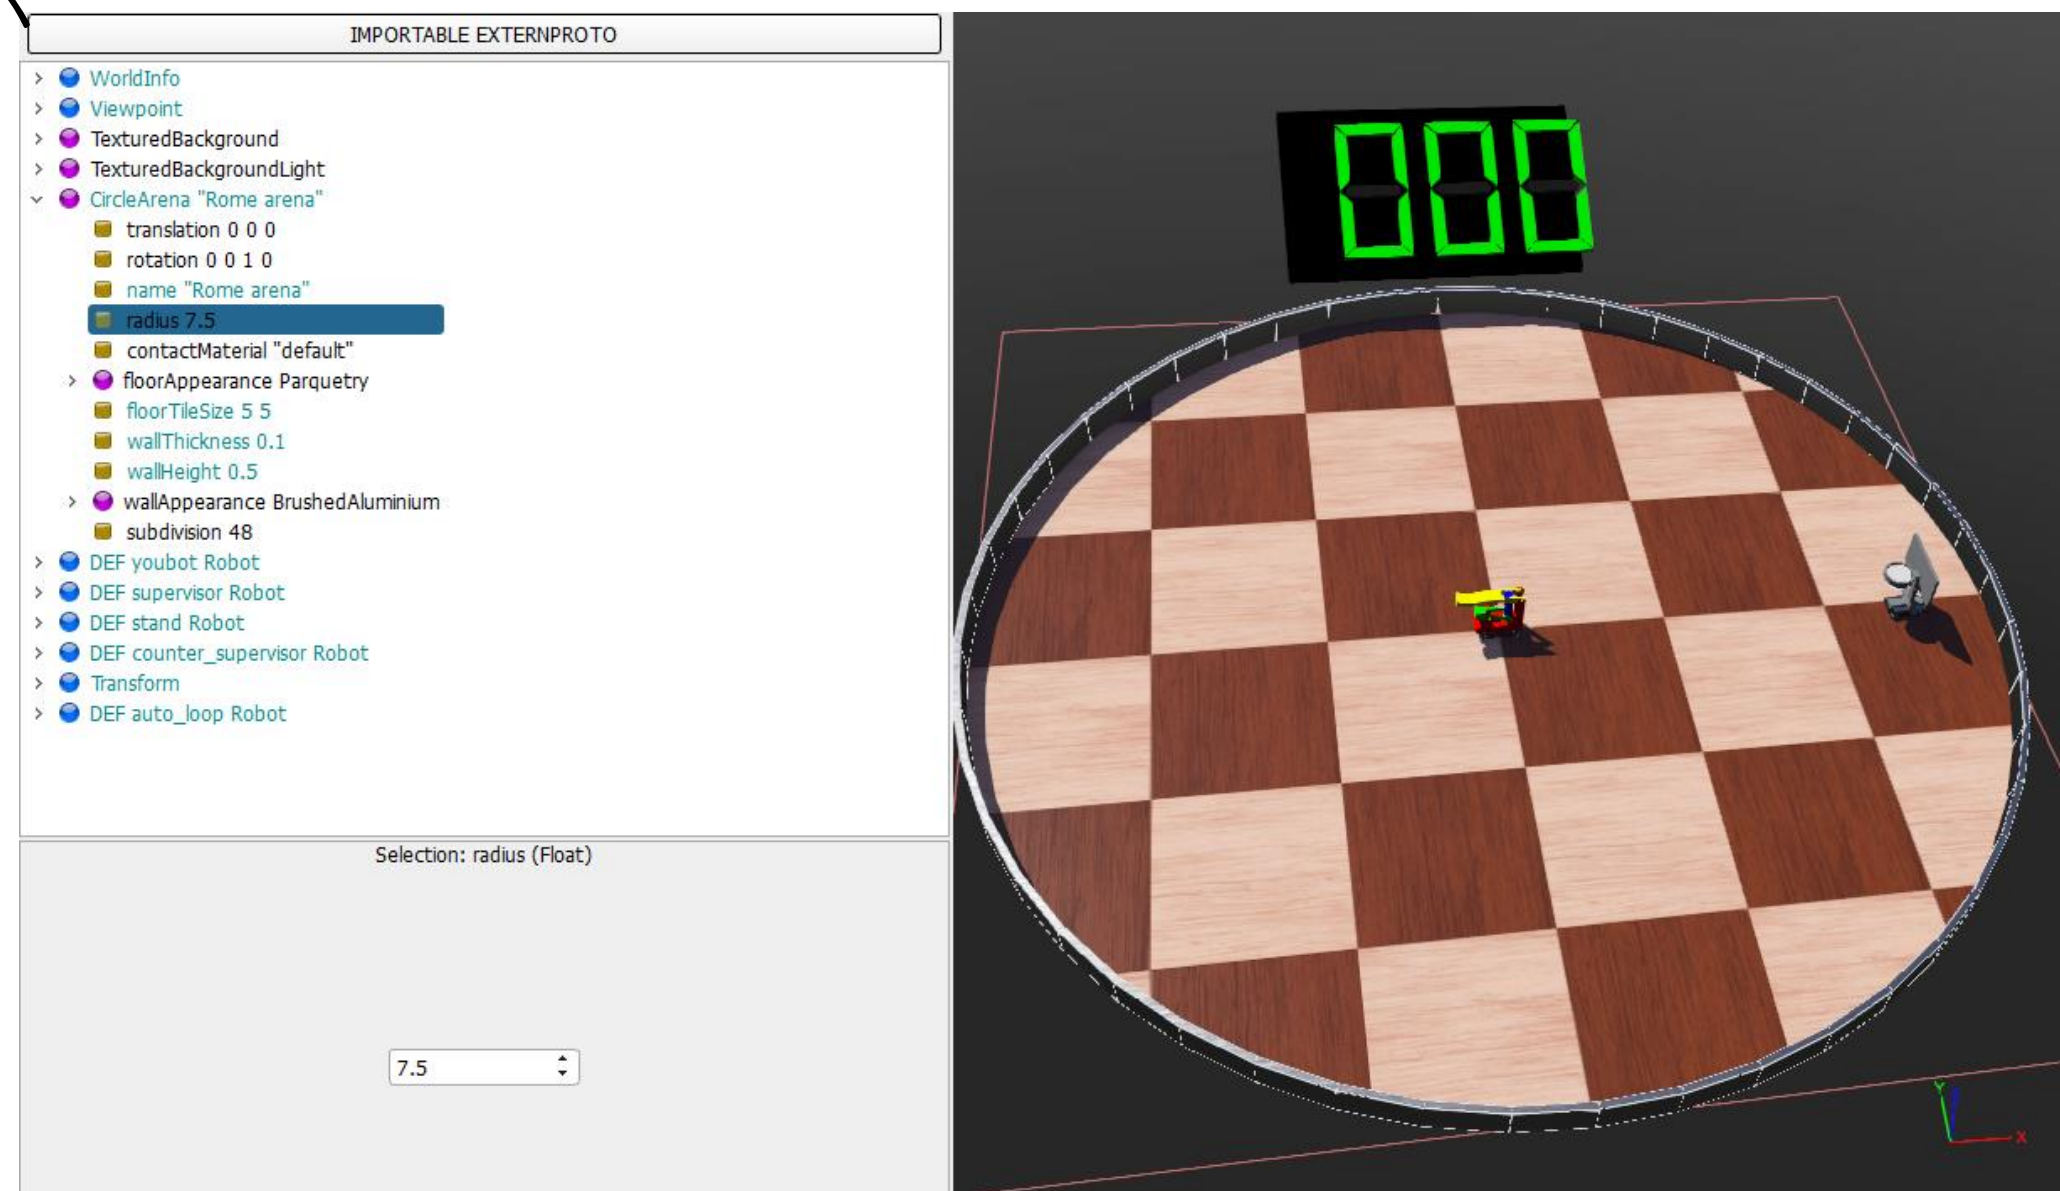 IMPORTABLE EXTERNPROTO
WorldInfo
Viewpoint
TexturedBackground
TexturedBackgroundLight
CircleArena "Rome arena"
translation 0 0 0
rotation 0 0 1 0
name "Rome arena"
radius 7.5
contactMaterial "default"
floorAppearance Parquetry
floorTileSize 5 5
wallThickness 0.1
wallHeight 0.5
wallAppearance BrushedAluminium
subdivision 48
DEF youbot Robot
DEF supervisor Robot
DEF stand Robot
DEF counter_supervisor Robot
Transform
DEF auto_loop Robot
Selection: radius (Float)
7.5
000
Y
X